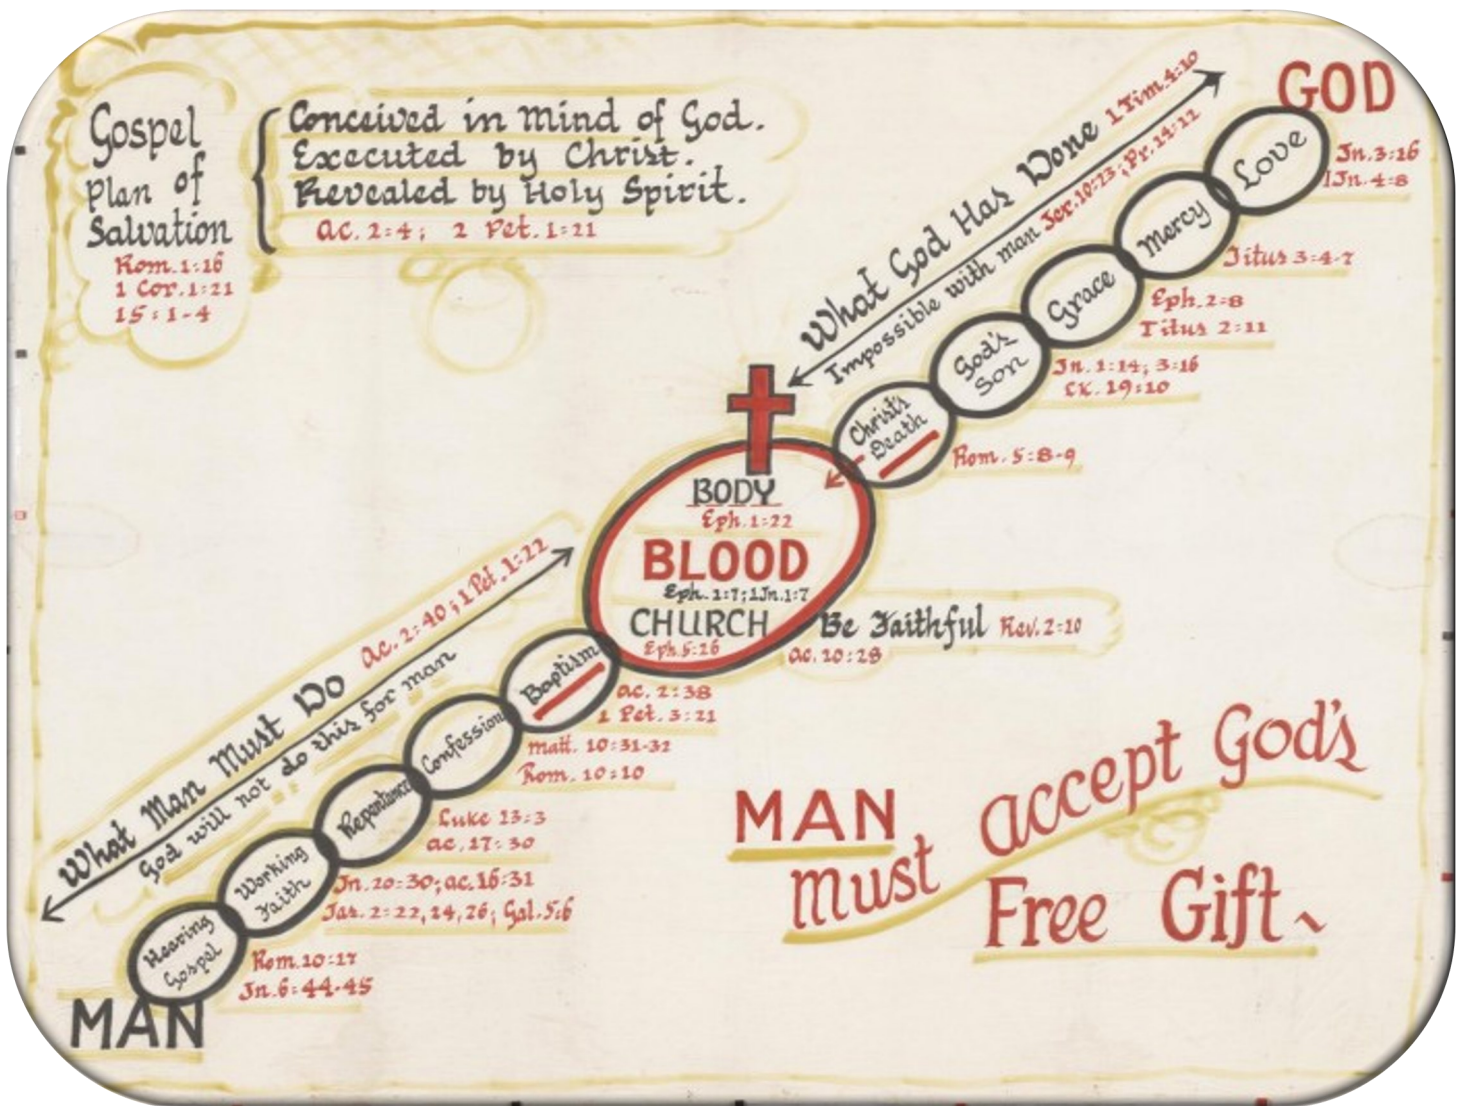 Gospel
Plan of
Salvation
Rom. 1:16
1 Cor. 1:21
15:1-4
Conceived in Mind of God.
Executed by Christ.
Revealed by Holy Spirit.
Ac. 2:4; 2 Pet. 1:21
GOD
What God Has Done 1 Tim. 4:10
Impossible with man Jer. 10:23; Pr. 14:12
Love
Jn. 3:16
1 Jn. 4:8
Mercy
Titus 3:4-7
Grace
Eph. 2:8
Titus 2:11
God's
Son
Jn. 1:14; 3:16
Lk. 19:10
Christ's
Death
Rom. 5:8-9
BODY
Eph. 1:22
BLOOD
Eph. 1:7; 1 Jn. 1:7
CHURCH
Eph. 5:26
Be Faithful Rev. 2:10
Ac. 20:28
What Man Must Do Ac. 2:40; 1 Pet. 1:22
God will not do this for man
Baptism
Ac. 2:38
1 Pet. 3:21
Confession
Matt. 10:31-32
Rom. 10:10
Repentance
Luke 13:3
Ac. 17:30
Working
Faith
Jn. 20:30; Ac. 16:31
Jas. 2:22, 24, 26; Gal. 5:6
Hearing
Gospel
Rom. 10:17
Jn. 6:44-45
MAN
MAN
must accept God's
Free Gift